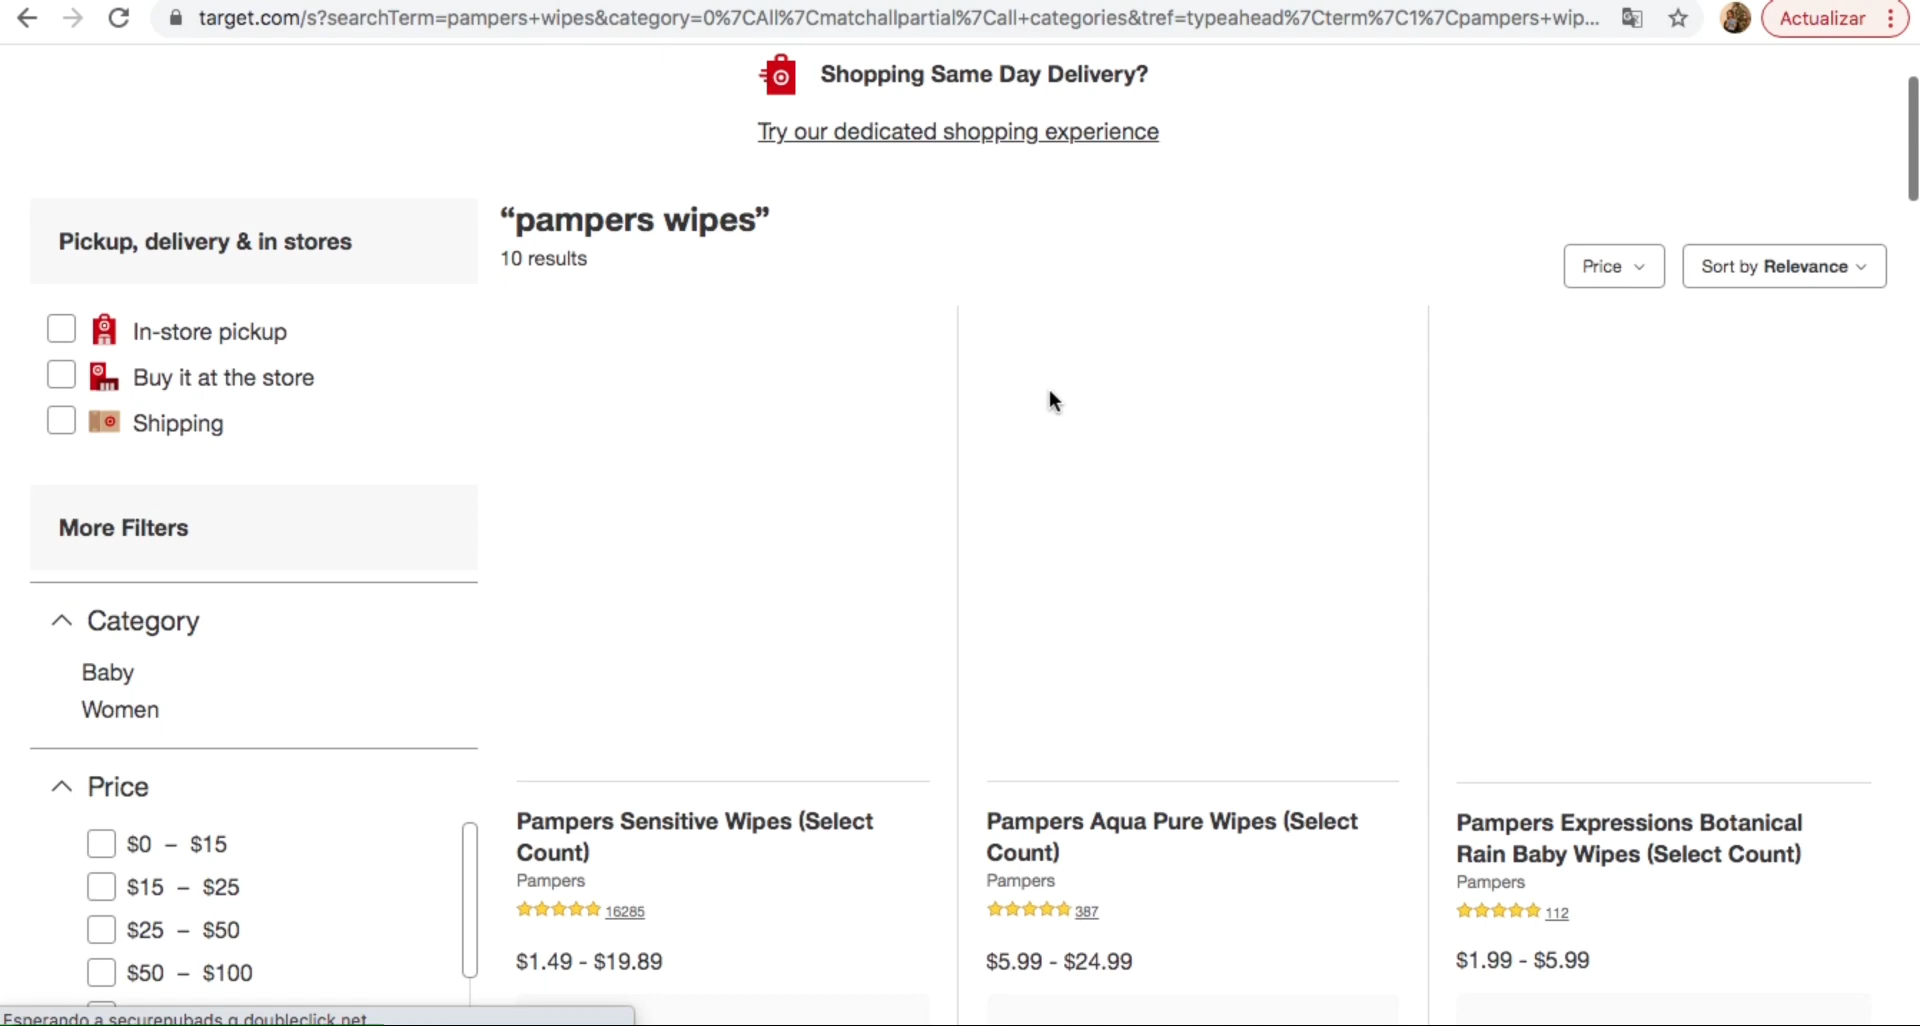 target.com/s?searchTerm=pampers+wipes&category=0%7CAll%7Cmatchallpartial%7Call+categories&tref=typeahead%7Cterm%7C1%7Cpampers+wip...
Actualizar
Shopping Same Day Delivery?
Try our dedicated shopping experience
Pickup, delivery & in stores
In-store pickup
Buy it at the store
Shipping
More Filters
Category
Baby
Women
Price
$0 – $15
$15 – $25
$25 – $50
$50 – $100
“pampers wipes”
10 results
Price
Sort by Relevance
Pampers Sensitive Wipes (Select
Count)
Pampers
16285
$1.49 - $19.89
Pampers Aqua Pure Wipes (Select
Count)
Pampers
387
$5.99 - $24.99
Pampers Expressions Botanical
Rain Baby Wipes (Select Count)
Pampers
112
$1.99 - $5.99
Esperando a securepubads.g.doubleclick.net...